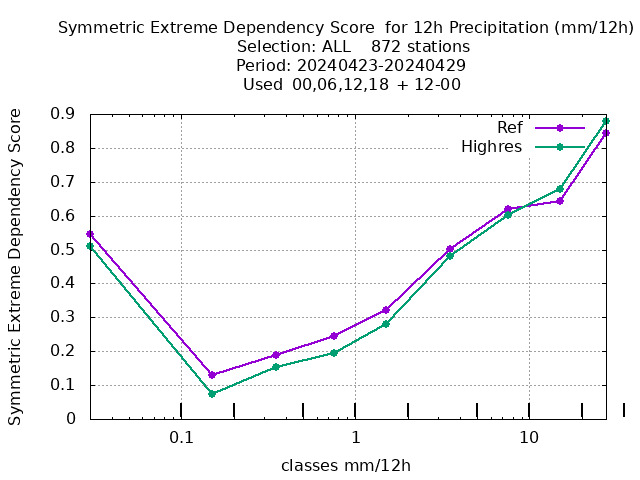 Symmetric Extreme Dependency Score  for 12h Precipitation (mm/12h)
Selection: ALL    872 stations
Period: 20240423-20240429
Used  00,06,12,18  + 12-00
Symmetric Extreme Dependency Score
0.9
0.8
0.7
0.6
0.5
0.4
0.3
0.2
0.1
0
Ref
Highres
0.1
1
10
classes mm/12h